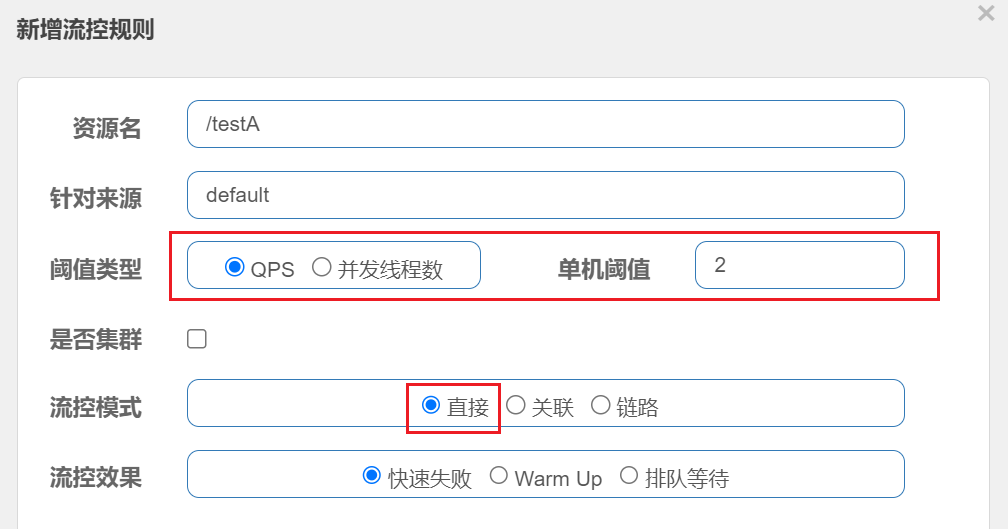 新增流控规则
×
资源名 /testA
针对来源 default
阈值类型 QPS 并发线程数 单机阈值 2
是否集群
流控模式 直接 关联 链路
流控效果 快速失败 Warm Up 排队等待